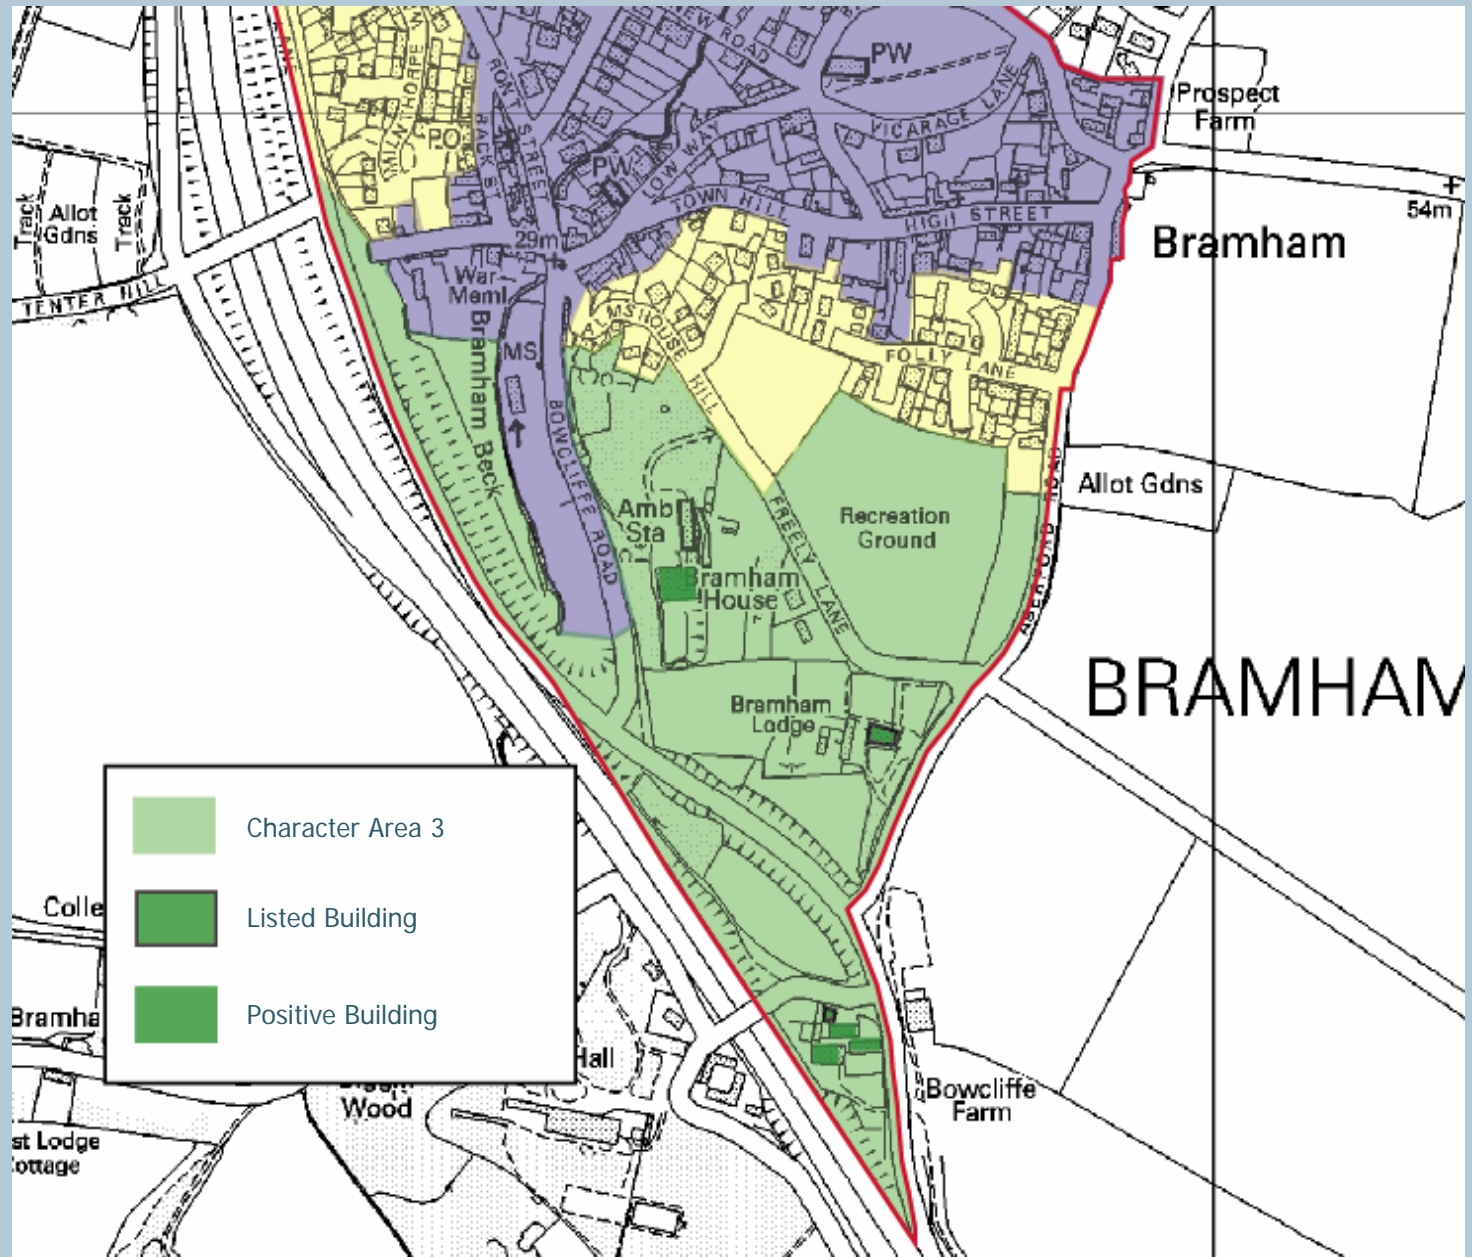 NEW ROAD
PW
VICARAGE LANE
Prospect
Farm
PO
BACK ST
FRONT STREET
PW
LOW WAY
TOWN HILL
HIGH STREET
54m
Bramham
Track
Allot
Gdns
Track
TENTER HILL
29m
War
Meml
ALMSHOUSE HILL
FOLLY LANE
MS
Bramham Beck
BOWCLIFFE ROAD
Allot Gdns
Amb
Sta
Recreation
Ground
FREELY LANE
Bramham
House
ABERFORD ROAD
BRAMHAM
Bramham
Lodge
Character Area 3
Listed Building
Positive Building
Colle
Bramha
Hall
Wood
Bowcliffe
Farm
st Lodge
ottage